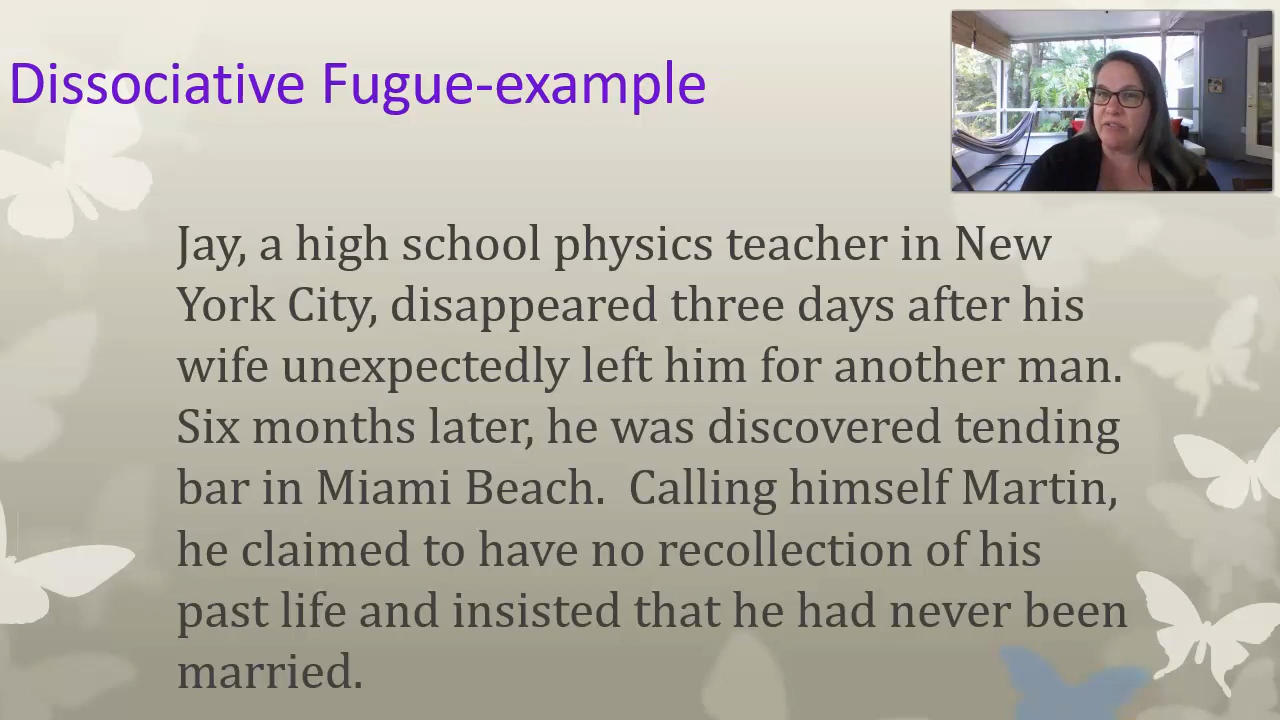 Dissociative Fugue-example
Jay, a high school physics teacher in New
York City, disappeared three days after his
wife unexpectedly left him for another man.
Six months later, he was discovered tending
bar in Miami Beach.  Calling himself Martin,
he claimed to have no recollection of his
past life and insisted that he had never been
married.